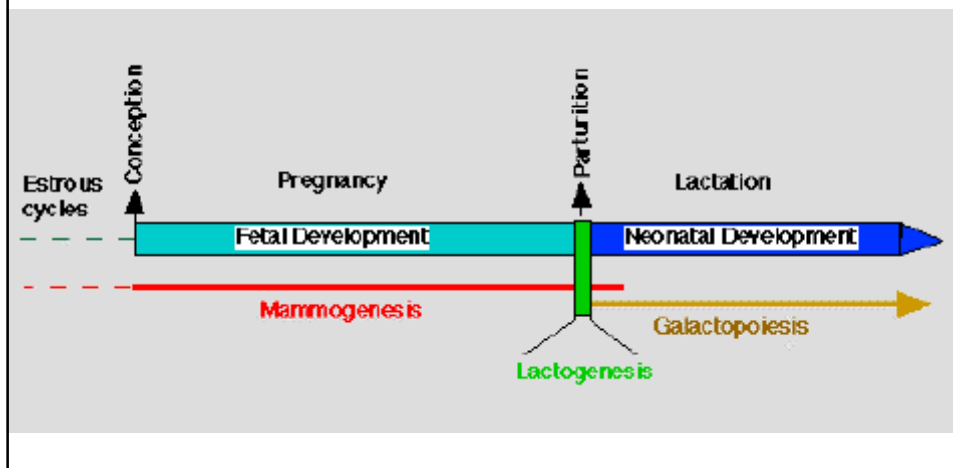 Conception
Parturition
Estrous
cycles
Pregnancy
Lactation
Fetal Development
Neonatal Development
Mammogenesis
Galactopoiesis
Lactogenesis